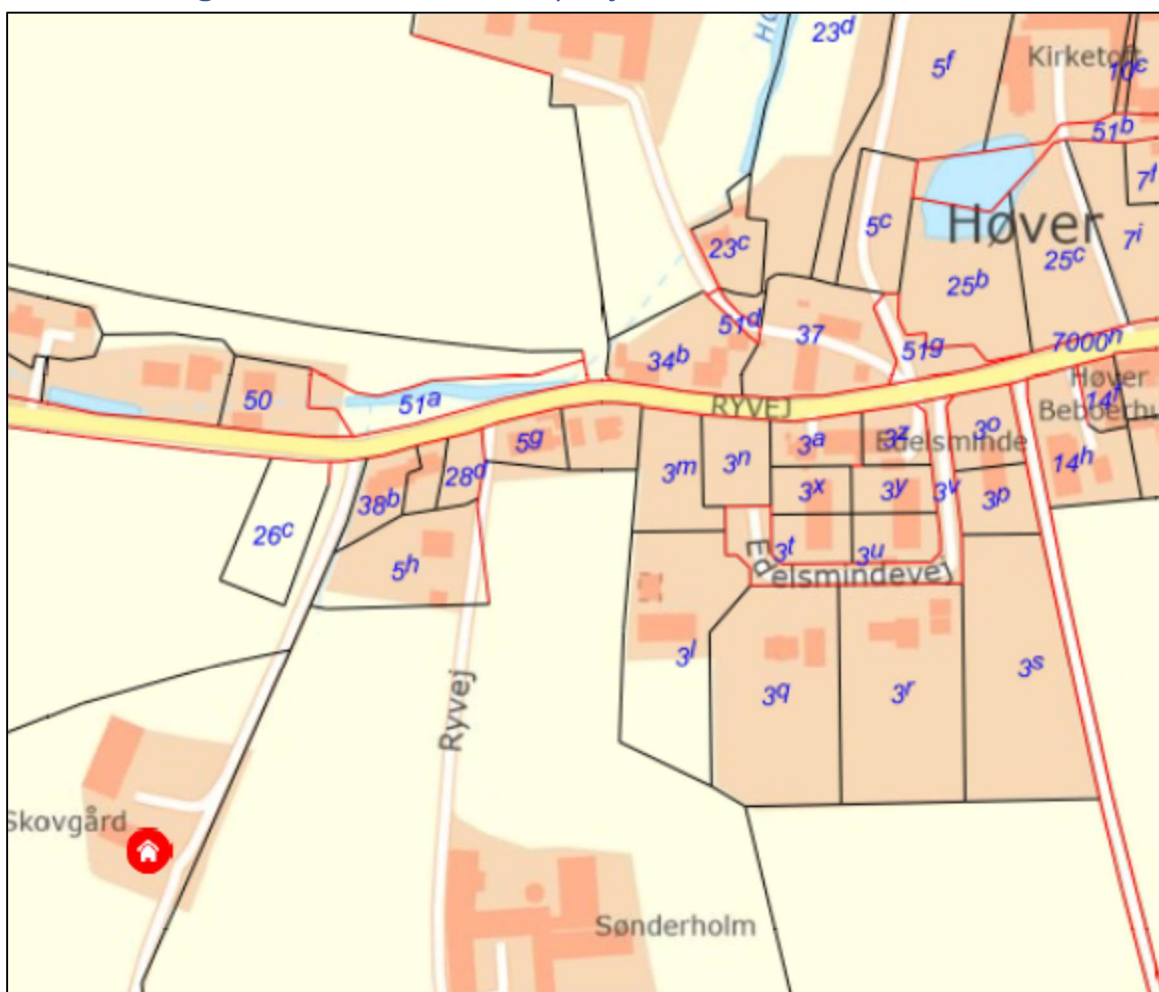 23d
5f
Kirketoft
10c
51b
7f
5c
Høver
23c
25b
25c
7i
51d
37
51g
7000n
34b
Høver
14f
50
51a
RYVEJ
3o
5g
3a
3z
Edelsminde
28d
3m
3n
14h
38b
3x
3y
3v
3p
26c
5h
3t
3u
Edelsmindevej
3l
3s
3q
3r
Ryvej
Skovgård
Sønderholm